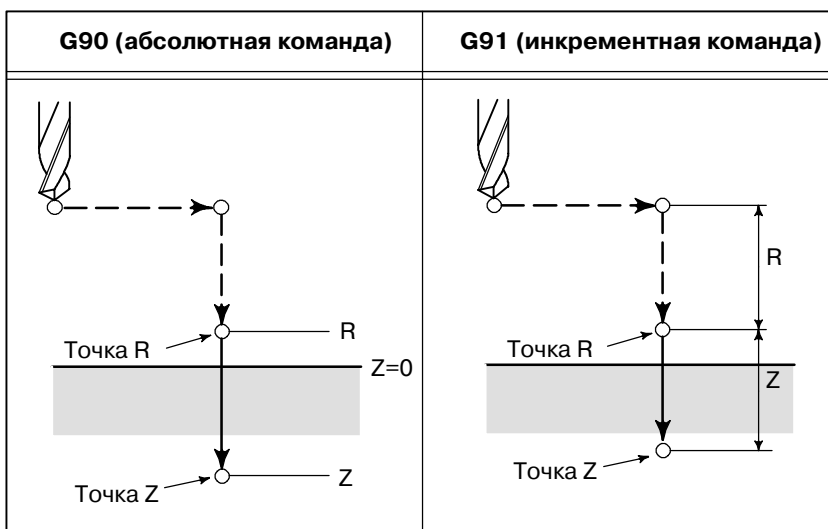 G90 (абсолютная команда)
G91 (инкрементная команда)
R
Точка R
Z=0
Z
Точка Z
R
Точка R
Z
Точка Z